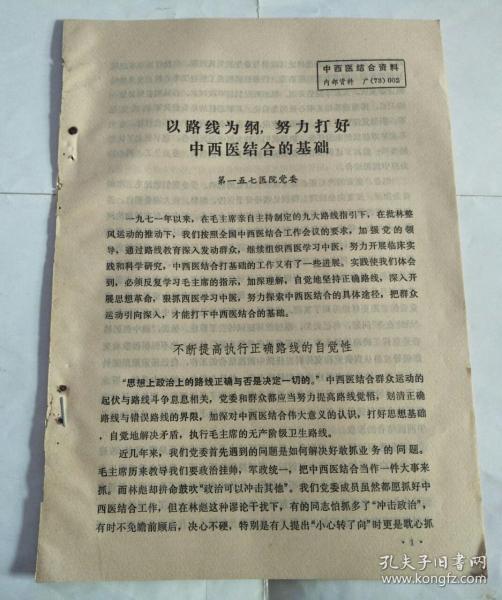 中西医结合资料
内部资料 广(73)002
以路线为纲，努力打好
中西医结合的基础
第一五七医院党委
一九七一年以来，在毛主席亲自主持制定的九大路线指引下，在批林整
风运动的推动下，我们按照全国中西医结合工作会议的要求，加强党的领
导，通过路线教育深入发动群众，继续组织西医学习中医，努力开展临床实
践和科学研究，中西医结合打基础的工作又有了一些进展。实践使我们体会
到，必须反复学习毛主席的指示，加深理解，自觉地坚持正确路线，深入开
展思想革命，狠抓西医学习中医，努力探索中西医结合的具体途径，把群众
运动引向深入，才能打下中西医结合的基础。
不断提高执行正确路线的自觉性
“思想上政治上的路线正确与否是决定一切的。”中西医结合群众运动的
起伏与路线斗争息息相关，党委和群众都应当努力提高路线觉悟，划清正确
路线与错误路线的界限，加深对中西医结合伟大意义的认识，打好思想基础
，自觉地解决矛盾，执行毛主席的无产阶级卫生路线。
近几年来，我们党委首先遇到的问题是如何解决好敢抓业务的问题。
毛主席历来教导我们要政治挂帅，军政统一，把中西医结合当作一件大事来
抓。而林彪却拚命鼓吹“政治可以冲击其他”。我们党委成员虽然都愿抓好中
西医结合工作，但在林彪这种谬论干扰下，有的同志怕抓多了“冲击政治”，
有时不免瞻前顾后，决心不硬，特别是有人提出“小心转了向”时更是歇心抓
·1·
孔夫子旧书网
www.kongfz.com